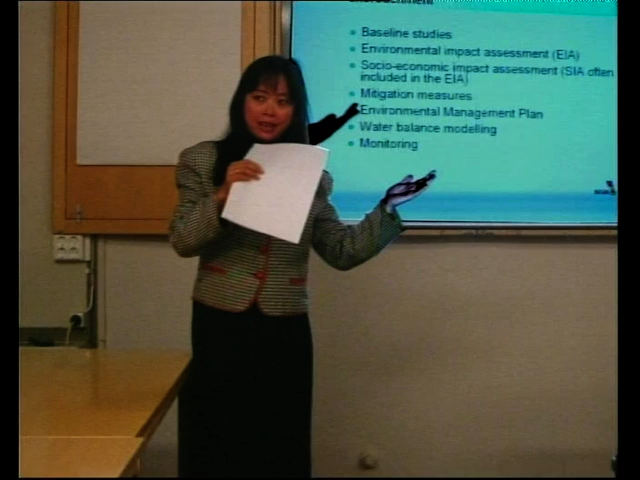 Baseline studies
Environmental impact assessment (EIA)
Socio-economic impact assessment (SIA often
included in the EIA)
Mitigation measures
Environmental Management Plan
Water balance modelling
Monitoring